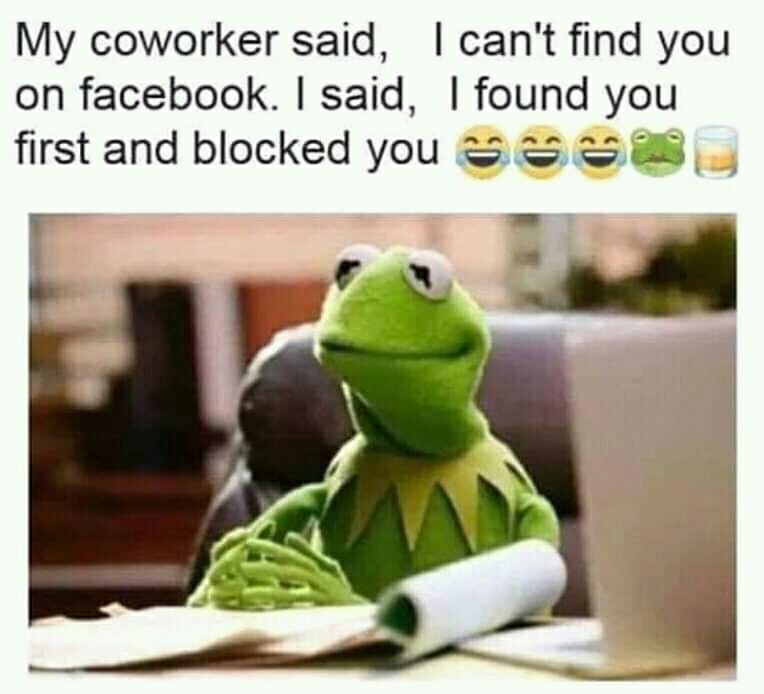 My coworker said, I can't find you
on facebook. I said, I found you
first and blocked you 😂😂😂🐸🥃